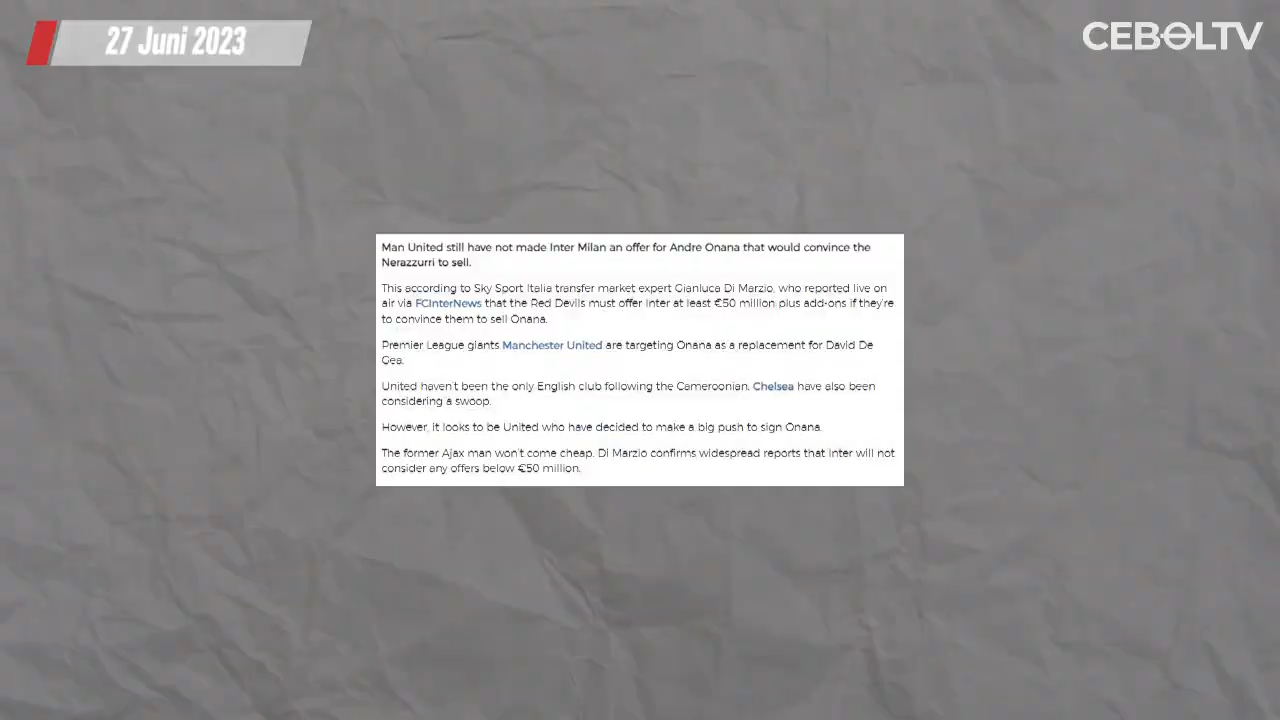 27 Juni 2023
CEBOLTV
Man United still have not made Inter Milan an offer for Andre Onana that would convince the
Nerazzurri to sell.
This according to Sky Sport Italia transfer market expert Gianluca Di Marzio, who reported live on
air via FCInterNews that the Red Devils must offer Inter at least €50 million plus add-ons if they're
to convince them to sell Onana.
Premier League giants Manchester United are targeting Onana as a replacement for David De
Gea.
United haven't been the only English club following the Cameroonian. Chelsea have also been
considering a swoop.
However, it looks to be United who have decided to make a big push to sign Onana.
The former Ajax man won't come cheap. Di Marzio confirms widespread reports that Inter will not
consider any offers below €50 million.